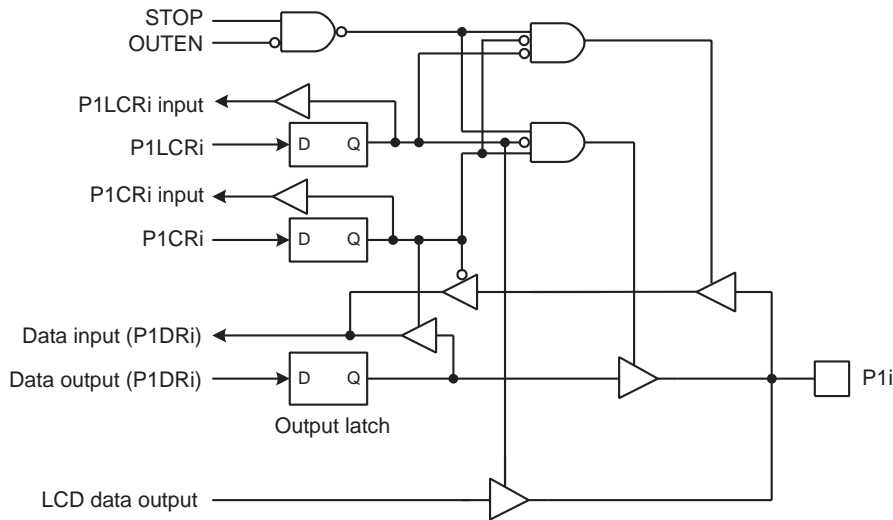 STOP
OUTEN
P1LCRi input
P1LCRi
D Q
P1CRi input
P1CRi
D Q
Data input (P1DRi)
Data output (P1DRi)
D Q
P1i
Output latch
LCD data output